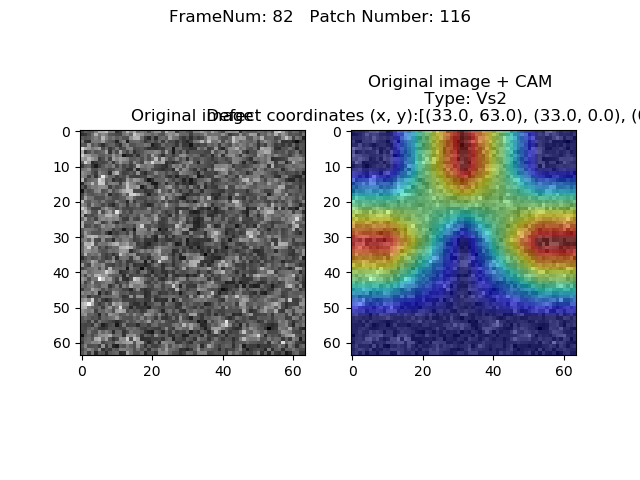 FrameNum: 82   Patch Number: 116
Original image
Original image + CAM
Type: Vs2
Defect coordinates (x, y):[(33.0, 63.0), (33.0, 0.0), (
0
10
20
30
40
50
60
0 20 40 60
0
10
20
30
40
50
60
0 20 40 60